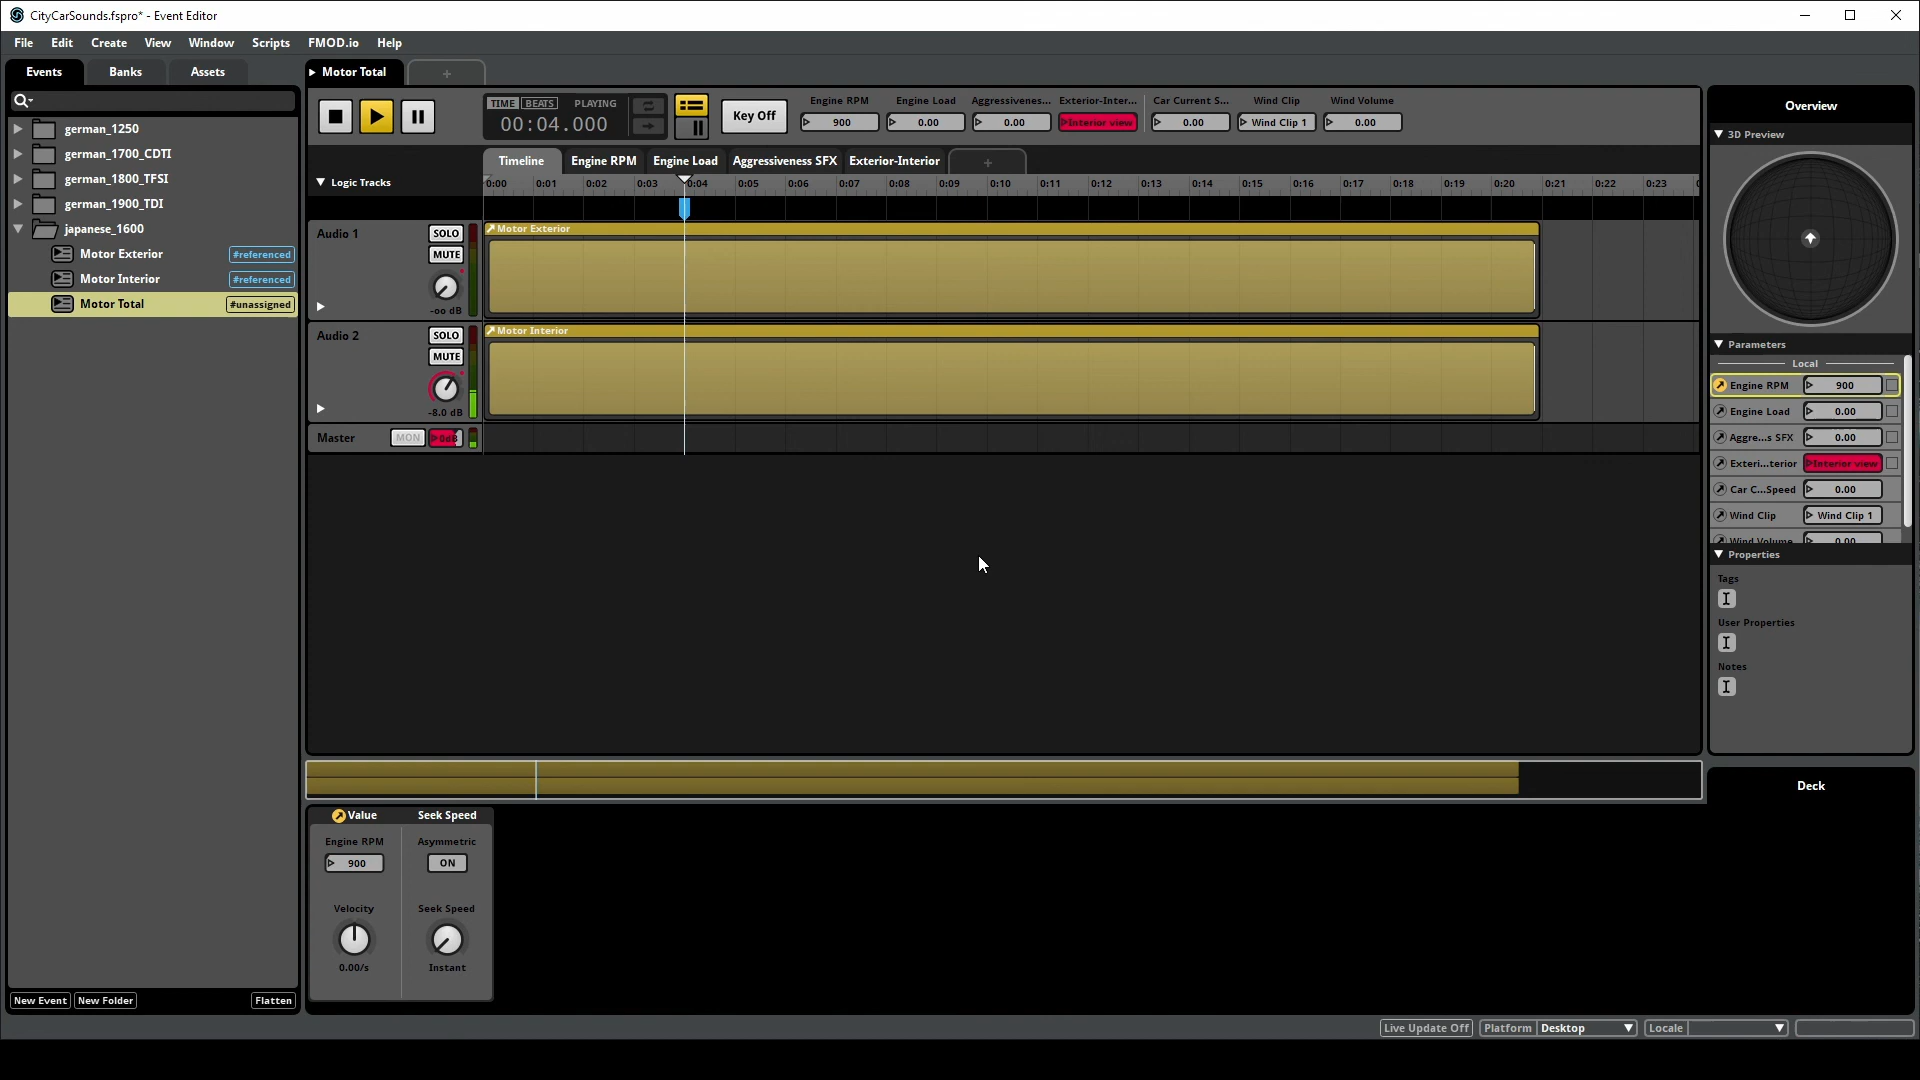 CityCarSounds.fspro* - Event Editor
File Edit Create View Window Scripts FMOD.io Help
Events Banks Assets
Motor Total
TIME BEATS PLAYING
00:04.000
Key Off
Engine RPM Engine Load Aggressivenes... Exterior-Inter... Car Current S... Wind Clip Wind Volume
900 0.00 0.00 Interior view 0.00 Wind Clip 1 0.00
Timeline Engine RPM Engine Load Aggressiveness SFX Exterior-Interior
Logic Tracks
0:00 0:01 0:02 0:03 0:04 0:05 0:06 0:07 0:08 0:09 0:10 0:11 0:12 0:13 0:14 0:15 0:16 0:17 0:18 0:19 0:20 0:21 0:22 0:23
german_1250
german_1700_CDTI
german_1800_TFSI
german_1900_TDI
japanese_1600
Motor Exterior #referenced
Motor Interior #referenced
Motor Total #unassigned
Audio 1 SOLO
MUTE
-oo dB
Motor Exterior
Audio 2 SOLO
MUTE
-8.0 dB
Motor Interior
Master MON 0dB
Value Seek Speed
Engine RPM Asymmetric
900 ON
Velocity Seek Speed
0.00/s Instant
New Event New Folder Flatten
Overview
3D Preview
Parameters
Local
Engine RPM 900
Engine Load 0.00
Aggre...s SFX 0.00
Exteri...terior Interior view
Car C...Speed 0.00
Wind Clip Wind Clip 1
Wind Volume 0.00
Properties
Tags
User Properties
Notes
Deck
Live Update Off Platform Desktop Locale